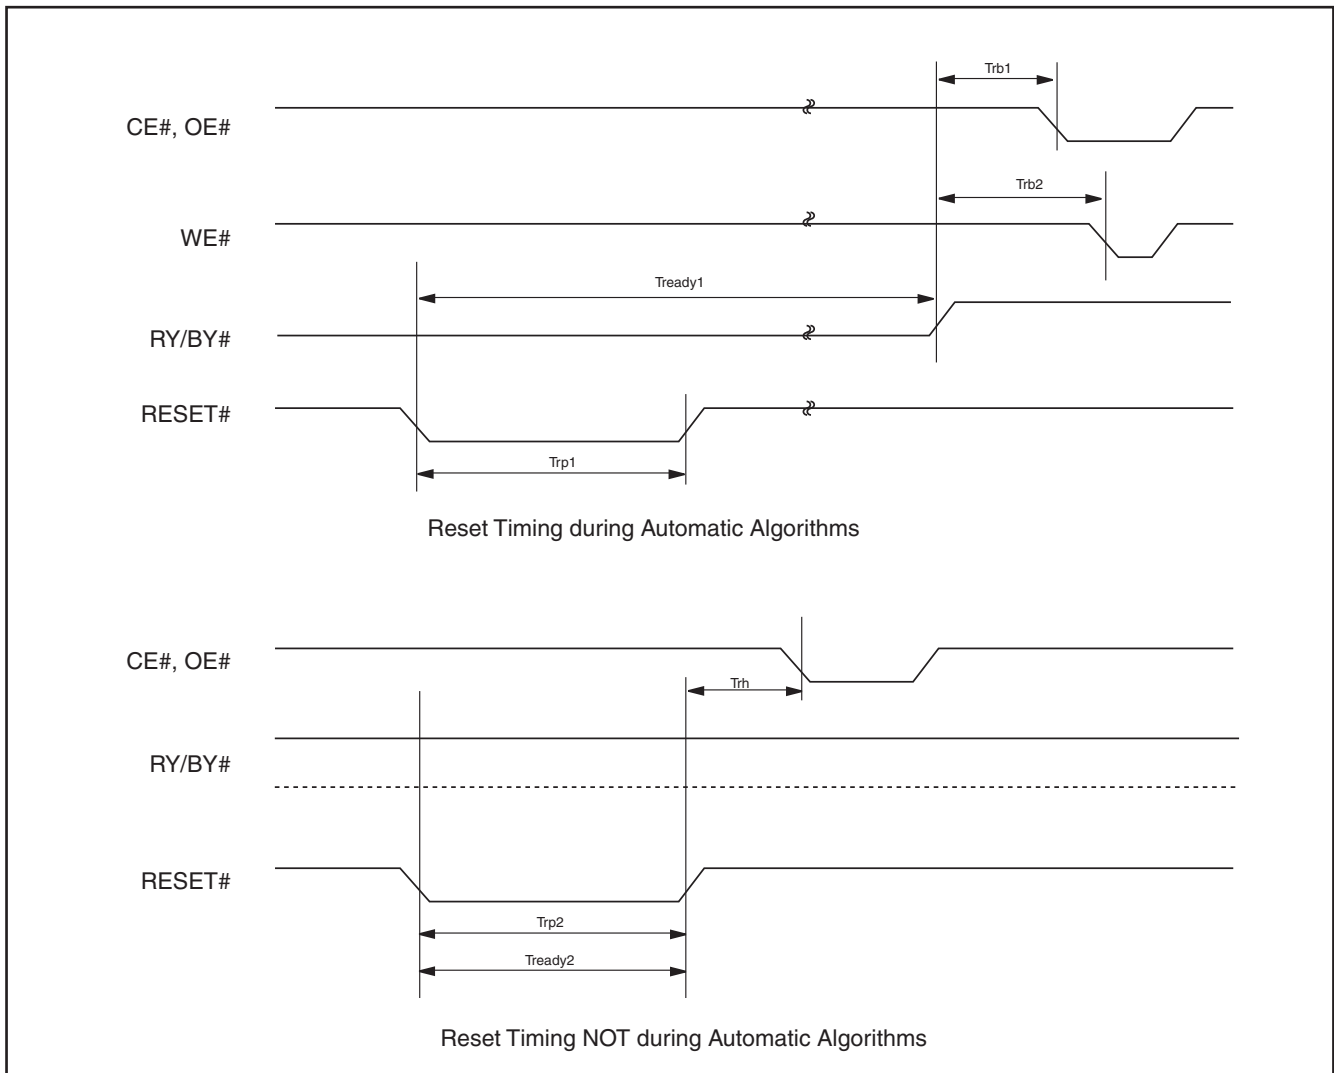 Trb1
CE#, OE#
Trb2
WE#
Tready1
RY/BY#
RESET#
Trp1
Reset Timing during Automatic Algorithms
CE#, OE#
Trh
RY/BY#
RESET#
Trp2
Tready2
Reset Timing NOT during Automatic Algorithms